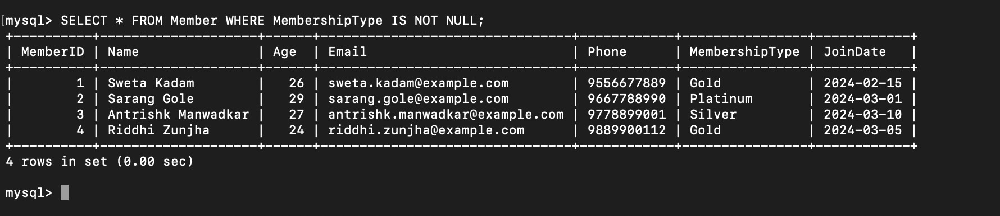 [mysql> SELECT * FROM Member WHERE MembershipType IS NOT NULL;
+-----------+--------------------+------+--------------------------------+------------+----------------+------------+
| MemberID | Name | Age | Email | Phone | MembershipType | JoinDate |
+-----------+--------------------+------+--------------------------------+------------+----------------+------------+
| 1 | Sweta Kadam | 26 | sweta.kadam@example.com | 9556677889 | Gold | 2024-02-15 |
| 2 | Sarang Gole | 29 | sarang.gole@example.com | 9667788990 | Platinum | 2024-03-01 |
| 3 | Antrishk Manwadkar | 27 | antrishk.manwadkar@example.com | 9778899001 | Silver | 2024-03-10 |
| 4 | Riddhi Zunjha | 24 | riddhi.zunjha@example.com | 9889900112 | Gold | 2024-03-05 |
+-----------+--------------------+------+--------------------------------+------------+----------------+------------+
4 rows in set (0.00 sec)
mysql>